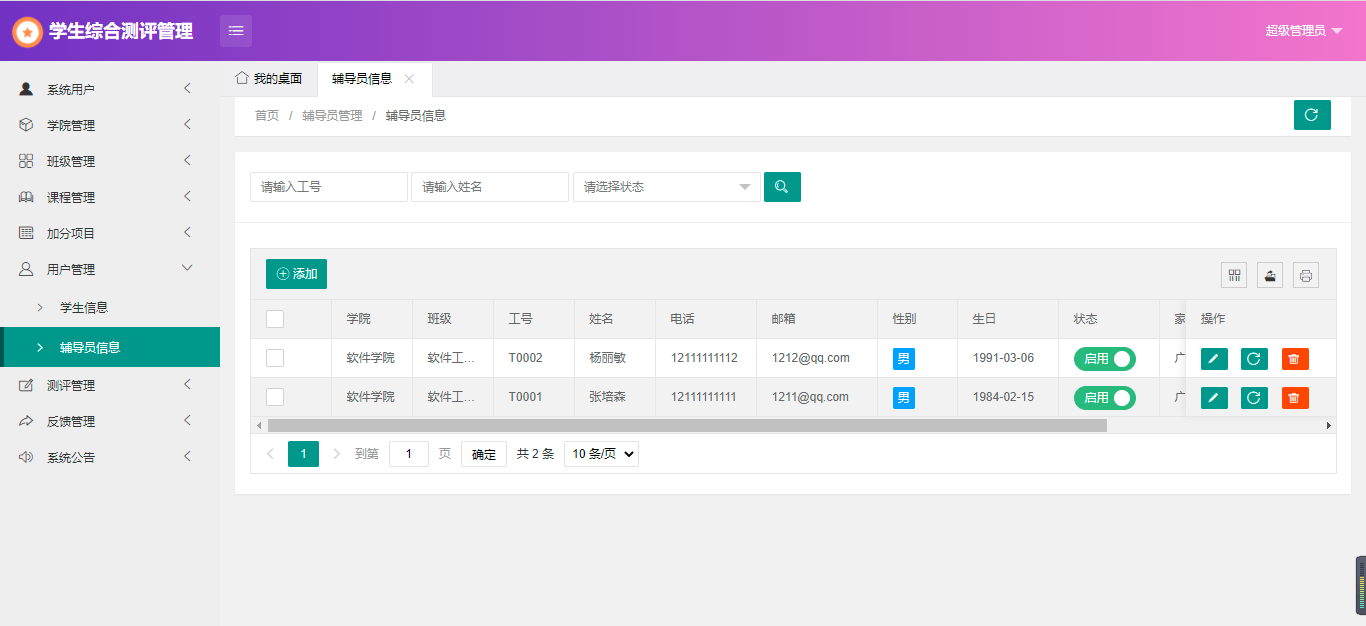 学生综合测评管理
超级管理员
系统用户
学院管理
班级管理
课程管理
加分项目
用户管理
学生信息
辅导员信息
测评管理
反馈管理
系统公告
我的桌面 辅导员信息
首页 / 辅导员管理 / 辅导员信息
请输入工号 请输入姓名 请选择状态
添加
学院 班级 工号 姓名 电话 邮箱 性别 生日 状态 家 操作
软件学院 软件工... T0002 杨丽敏 12111111112 1212@qq.com 男 1991-03-06 启用 广
软件学院 软件工... T0001 张培森 12111111111 1211@qq.com 男 1984-02-15 启用 广
1 到第 1 页 确定 共 2 条 10 条/页